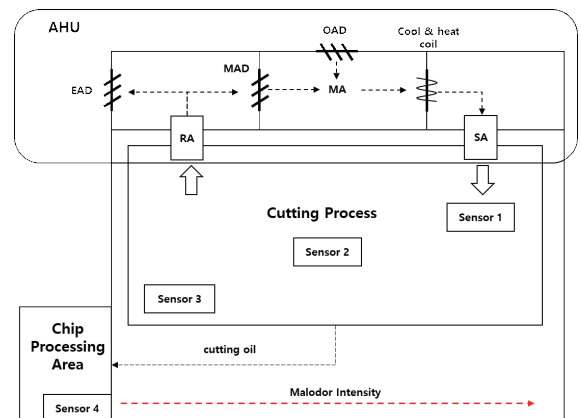 AHU
OAD
Cool & heat
coil
MAD
EAD
MA
RA
SA
Cutting Process
Sensor 1
Sensor 2
Sensor 3
Chip
Processing
Area
cutting oil
Malodor Intensity
Sensor 4